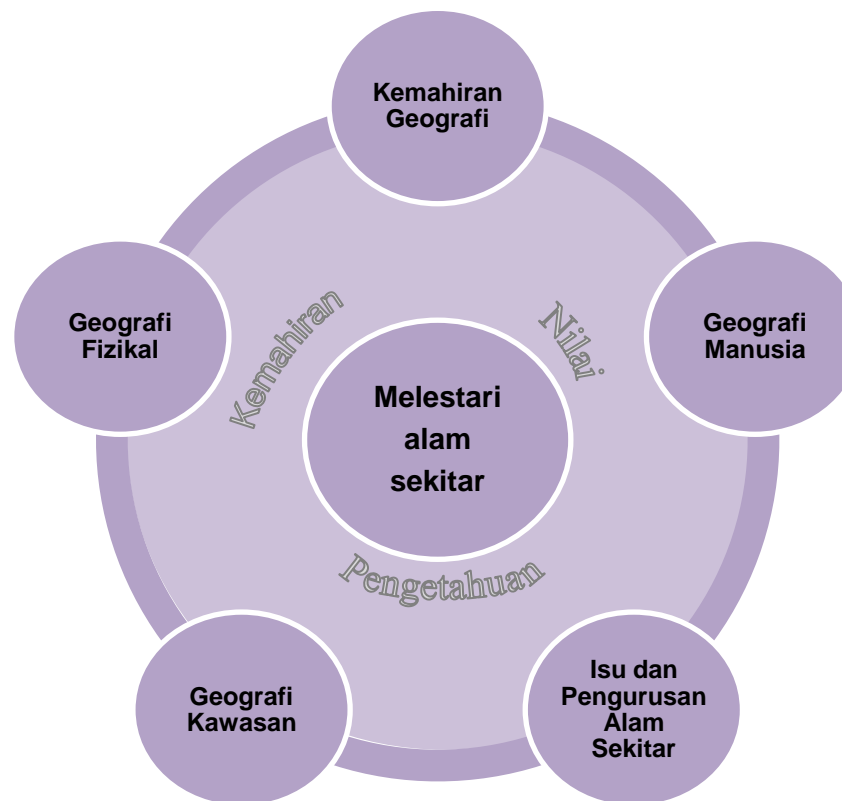 Kemahiran
Geografi
Geografi
Fizikal
Kemahiran
Nilai
Geografi
Manusia
Melestari
alam
sekitar
Pengetahuan
Geografi
Kawasan
Isu dan
Pengurusan
Alam
Sekitar